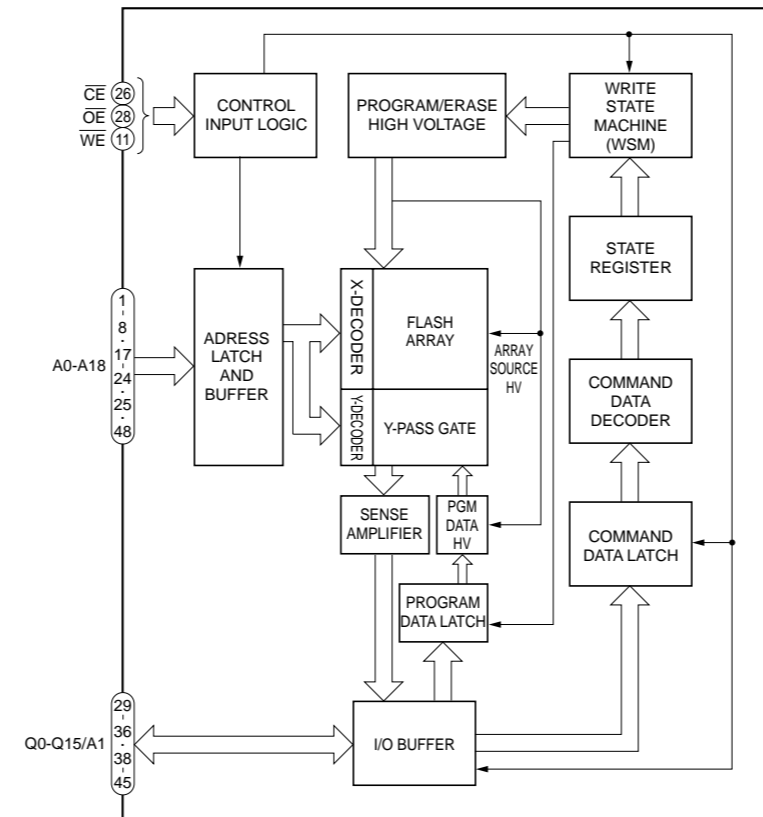 CE 26
OE 28
WE 11
CONTROL
INPUT LOGIC
PROGRAM/ERASE
HIGH VOLTAGE
WRITE
STATE
MACHINE
(WSM)
STATE
REGISTER
A0-A18
1
-
8
·
17
-
24
·
25
-
48
ADRESS
LATCH
AND
BUFFER
X-DECODER
FLASH
ARRAY
ARRAY
SOURCE
HV
Y-DECODER
Y-PASS GATE
COMMAND
DATA
DECODER
SENSE
AMPLIFIER
PGM
DATA
HV
COMMAND
DATA LATCH
PROGRAM
DATA LATCH
Q0-Q15/A1
29
-
36
·
38
-
45
I/O BUFFER